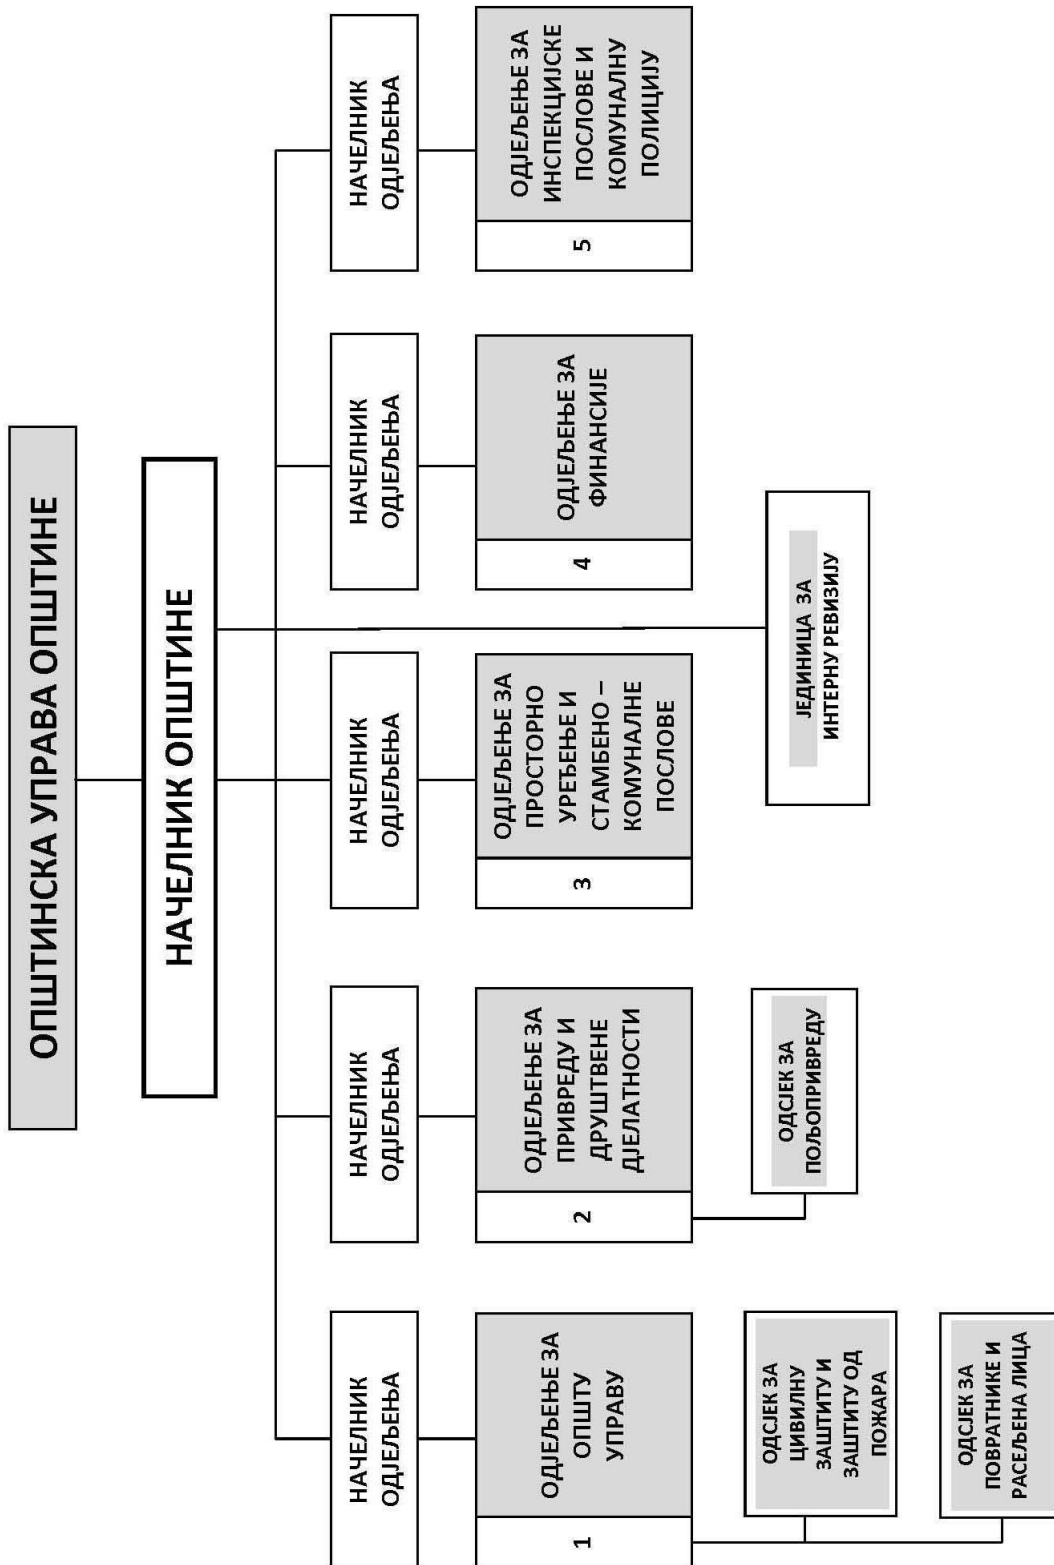 ОПШТИНСКА УПРАВА ОПШТИНЕ
НАЧЕЛНИК ОПШТИНЕ
НАЧЕЛНИК
ОДЈЕЉЕЊА
НАЧЕЛНИК
ОДЈЕЉЕЊА
НАЧЕЛНИК
ОДЈЕЉЕЊА
НАЧЕЛНИК
ОДЈЕЉЕЊА
НАЧЕЛНИК
ОДЈЕЉЕЊА
1
ОДЈЕЉЕЊЕ ЗА
ОПШТУ
УПРАВУ
2
ОДЈЕЉЕЊЕ ЗА
ПРИВРЕДУ И
ДРУШТВЕНЕ
ДЈЕЛАТНОСТИ
3
ОДЈЕЉЕЊЕ ЗА
ПРОСТОРНО
УРЕЂЕЊЕ И
СТАМБЕНО –
КОМУНАЛНЕ
ПОСЛОВЕ
4
ОДЈЕЉЕЊЕ ЗА
ФИНАНСИЈЕ
5
ОДЈЕЉЕЊЕ ЗА
ИНСПЕКЦИЈСКЕ
ПОСЛОВЕ И
КОМУНАЛНУ
ПОЛИЦИЈУ
ОДСЈЕК ЗА
ЦИВИЛНУ
ЗАШТИТУ И
ЗАШТИТУ ОД
ПОЖАРА
ОДСЈЕК ЗА
ПОЉОПРИВРЕДУ
ЈЕДИНИЦА ЗА
ИНТЕРНУ РЕВИЗИЈУ
ОДСЈЕК ЗА
ПОВРАТНИКЕ И
РАСЕЉЕНА ЛИЦА